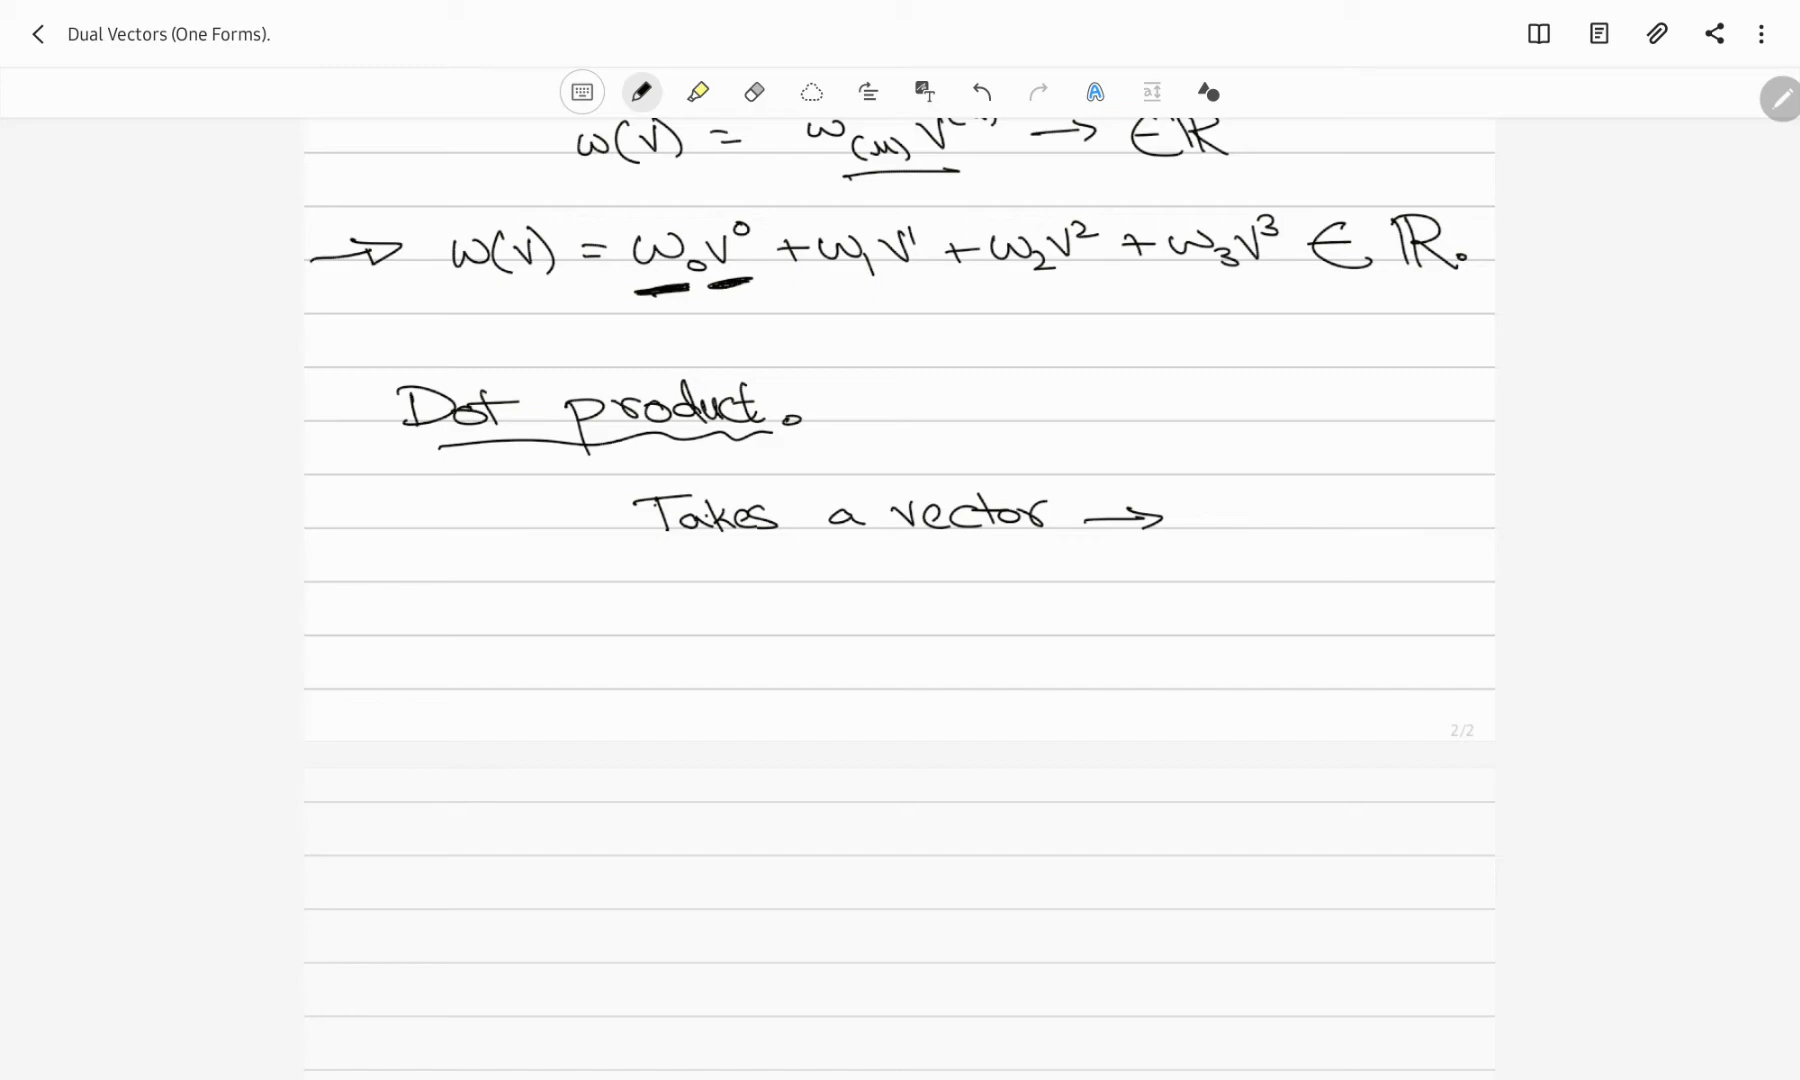 Dual Vectors (One Forms).
ω(V) = ω(μ) V → ∈ ℝ
→ ω(V) = ω₀V⁰ + ω₁V¹ + ω₂V² + ω₃V³ ∈ ℝ.
Dot product.
Takes a vector →
2/2